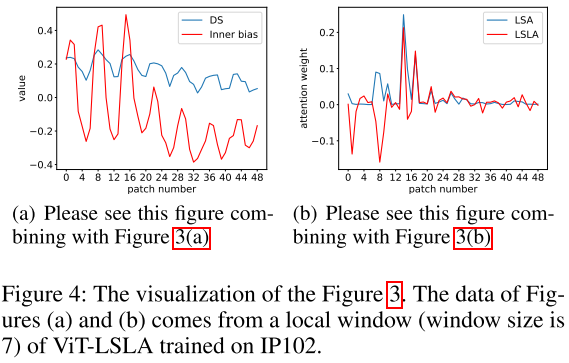 DS
Inner bias
0.4
0.2
0.0
−0.2
−0.4
value
0 4 8 12 16 20 24 28 32 36 40 44 48
patch number
LSA
LSLA
0.2
0.1
0.0
−0.1
attention weight
0 4 8 12 16 20 24 28 32 36 40 44 48
patch number
(a) Please see this figure com-
bining with Figure 3(a)
(b) Please see this figure com-
bining with Figure 3(b)
Figure 4: The visualization of the Figure 3. The data of Fig-
ures (a) and (b) comes from a local window (window size is
7) of ViT-LSLA trained on IP102.